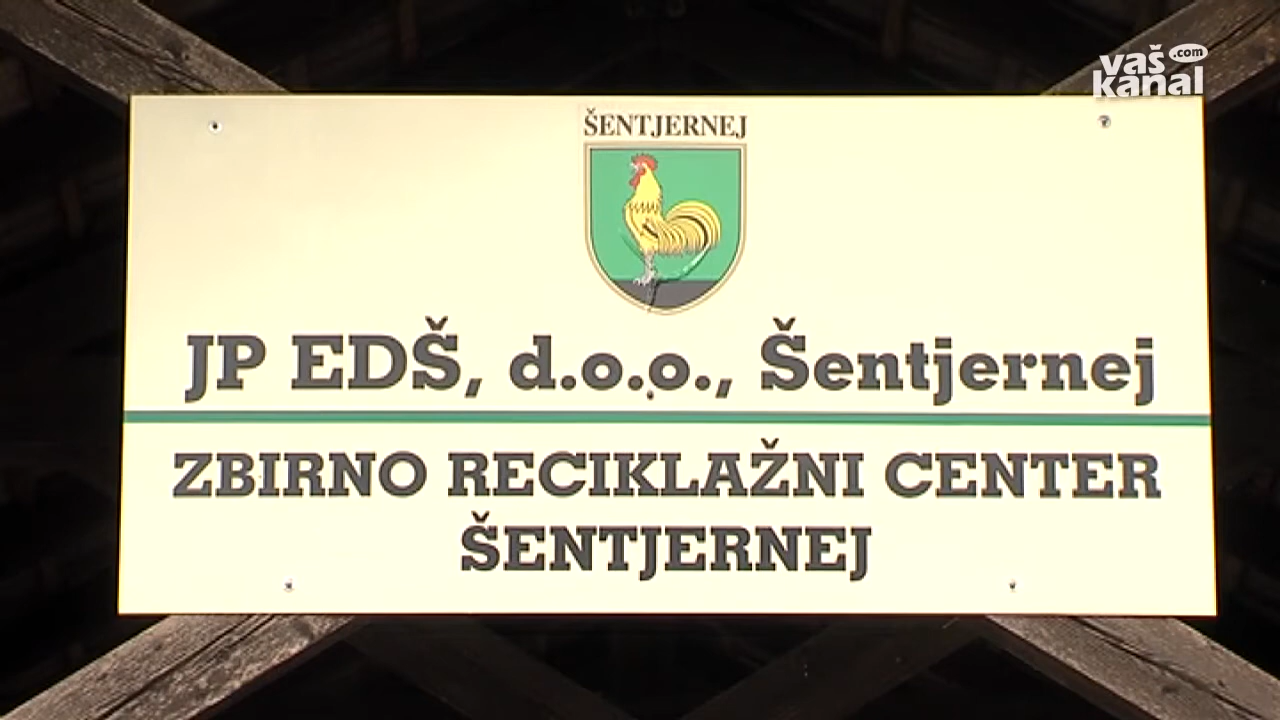 vaš .com
kanal
ŠENTJERNEJ
JP EDŠ, d.o.o., Šentjernej
ZBIRNO RECIKLAŽNI CENTER
ŠENTJERNEJ